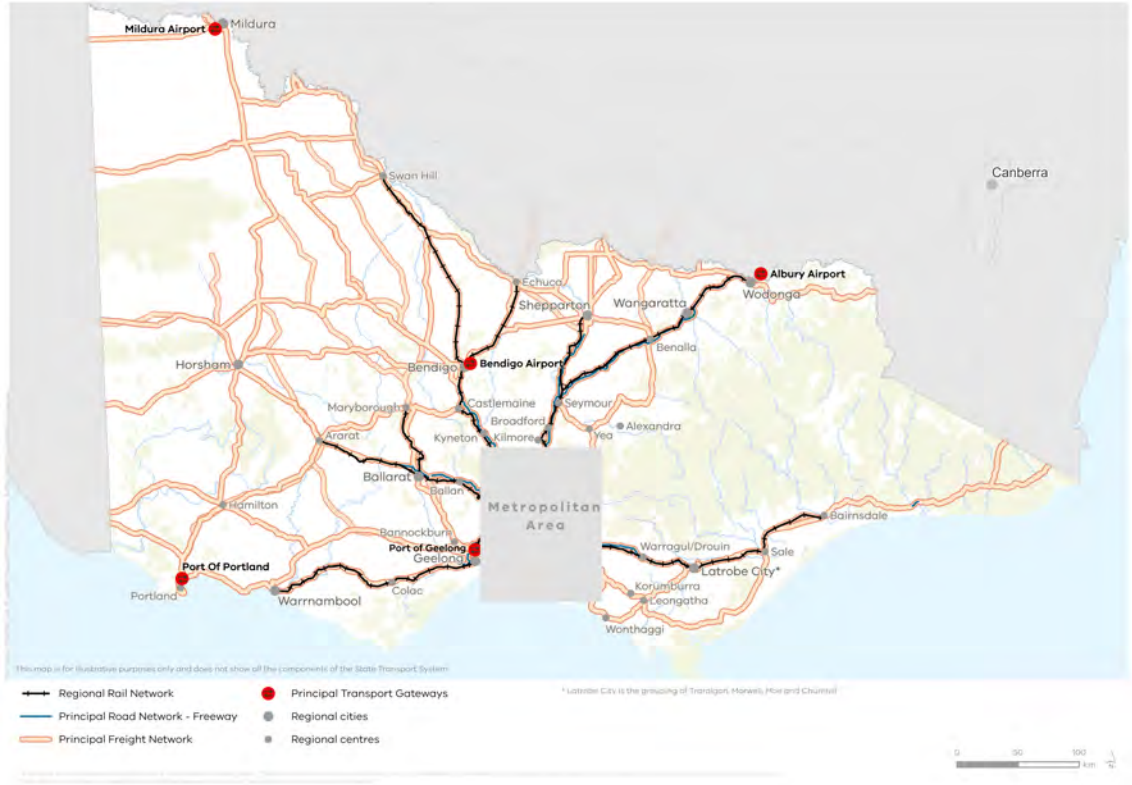 Mildura Airport
Mildura
Canberra
Swan Hill
Albury Airport
Wodonga
Echuca
Shepparton
Wangaratta
Benalla
Horsham
Bendigo
Bendigo Airport
Maryborough
Castlemaine
Seymour
Broadford
Alexandra
Ararat
Kyneton
Kilmore
Yea
Ballarat
Ballan
Hamilton
Metropolitan
Area
Bairnsdale
Bannockburn
Port of Geelong
Geelong
Warragul/Drouin
Sale
Port Of Portland
Latrobe City*
Portland
Colac
Korumburra
Warrnambool
Leongatha
Wonthaggi
This map is for illustrative purposes only and does not show all the components of the State Transport System
Regional Rail Network
Principal Transport Gateways
* Latrobe City is the grouping of Traralgon, Morwell, Moe and Churchill
Principal Road Network - Freeway
Regional cities
Principal Freight Network
Regional centres
0 50 100
km